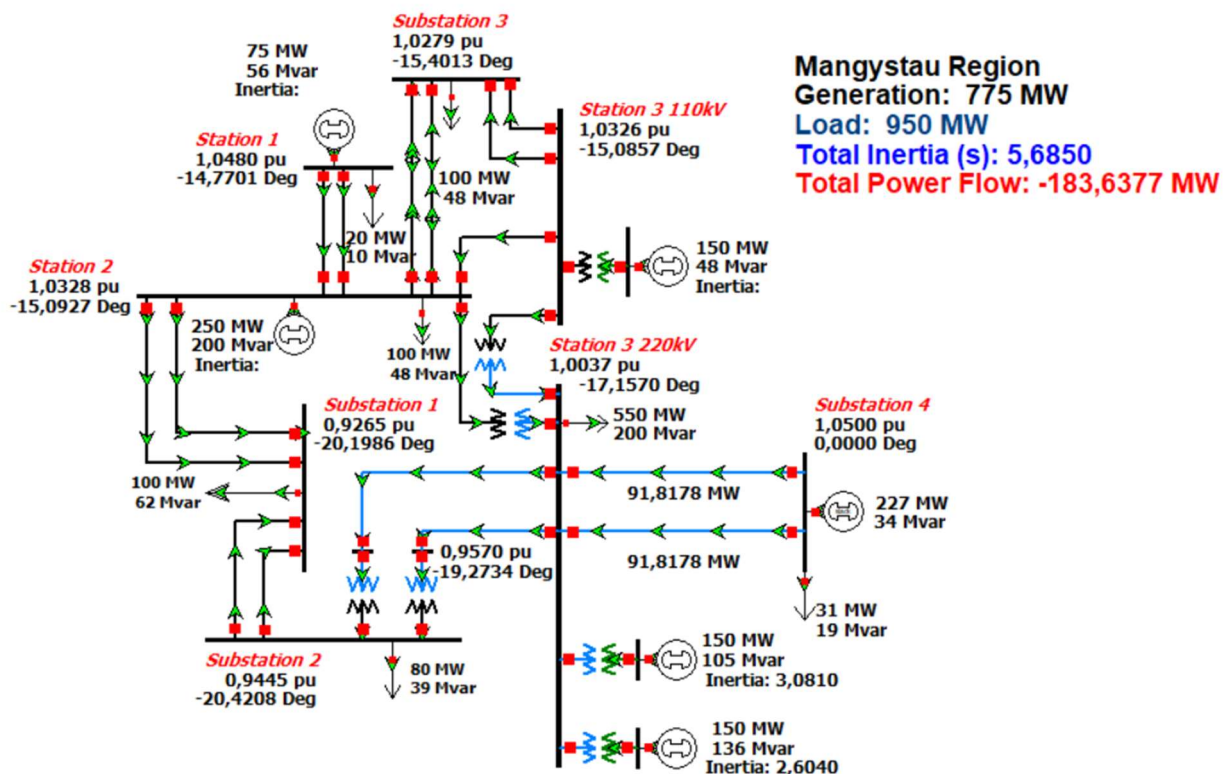 Substation 3
1,0279 pu
-15,4013 Deg
75 MW
56 Mvar
Inertia:
Mangystau Region
Generation: 775 MW
Load: 950 MW
Total Inertia (s): 5,6850
Total Power Flow: -183,6377 MW
Station 3 110kV
1,0326 pu
-15,0857 Deg
Station 1
1,0480 pu
-14,7701 Deg
100 MW
48 Mvar
20 MW
10 Mvar
150 MW
48 Mvar
Inertia:
Station 2
1,0328 pu
-15,0927 Deg
250 MW
200 Mvar
Inertia:
100 MW
48 Mvar
Station 3 220kV
1,0037 pu
-17,1570 Deg
550 MW
200 Mvar
Substation 1
0,9265 pu
-20,1986 Deg
Substation 4
1,0500 pu
0,0000 Deg
100 MW
62 Mvar
91,8178 MW
227 MW
34 Mvar
91,8178 MW
0,9570 pu
-19,2734 Deg
31 MW
19 Mvar
Substation 2
0,9445 pu
-20,4208 Deg
80 MW
39 Mvar
150 MW
105 Mvar
Inertia: 3,0810
150 MW
136 Mvar
Inertia: 2,6040